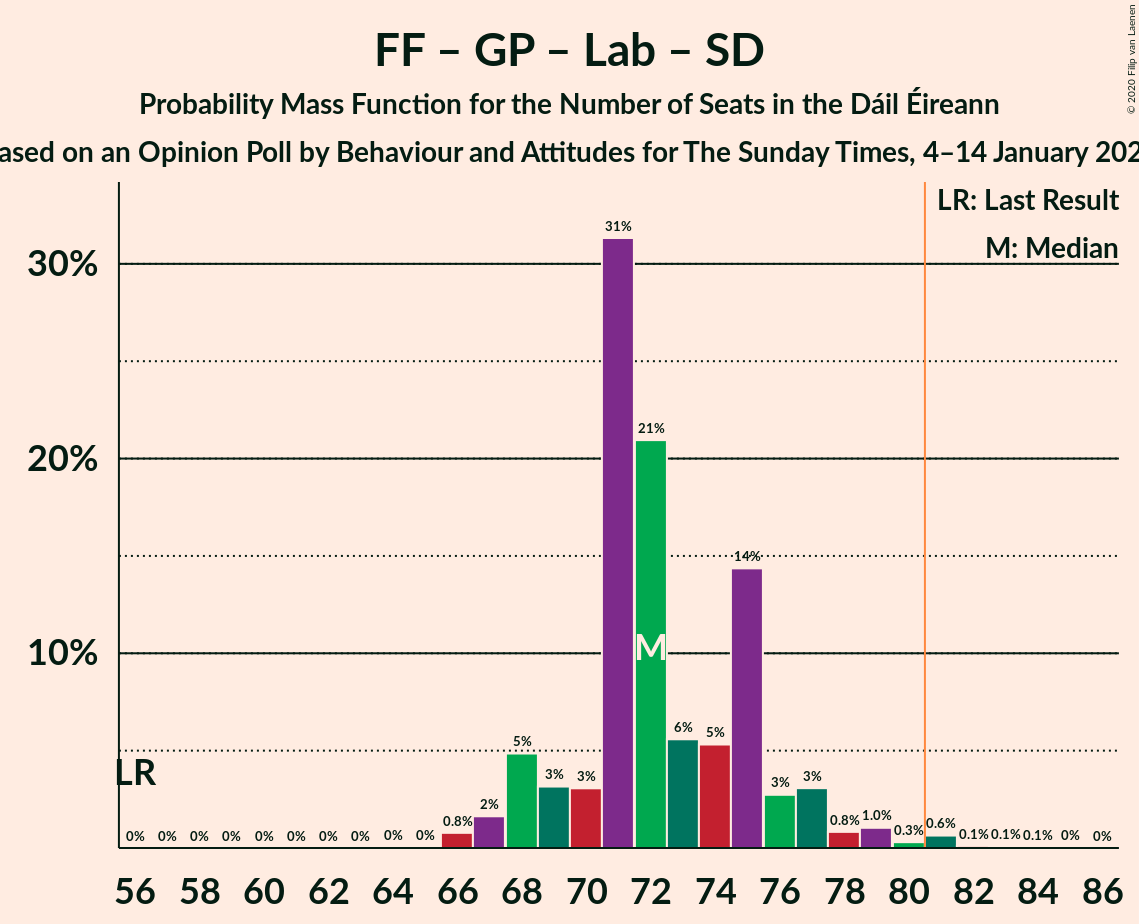 FF – GP – Lab – SD
Probability Mass Function for the Number of Seats in the Dáil Éireann
ased on an Opinion Poll by Behaviour and Attitudes for The Sunday Times, 4–14 January 202
© 2020 Filip van Laenen
LR: Last Result
M: Median
30%
20%
10%
31%
21%
14%
M
6%
5%
5%
3%
3%
3%
3%
2%
LR
0% 0% 0% 0% 0% 0% 0% 0% 0% 0% 0.8% 0.8% 1.0% 0.3% 0.6% 0.1% 0.1% 0.1% 0% 0%
56 58 60 62 64 66 68 70 72 74 76 78 80 82 84 86